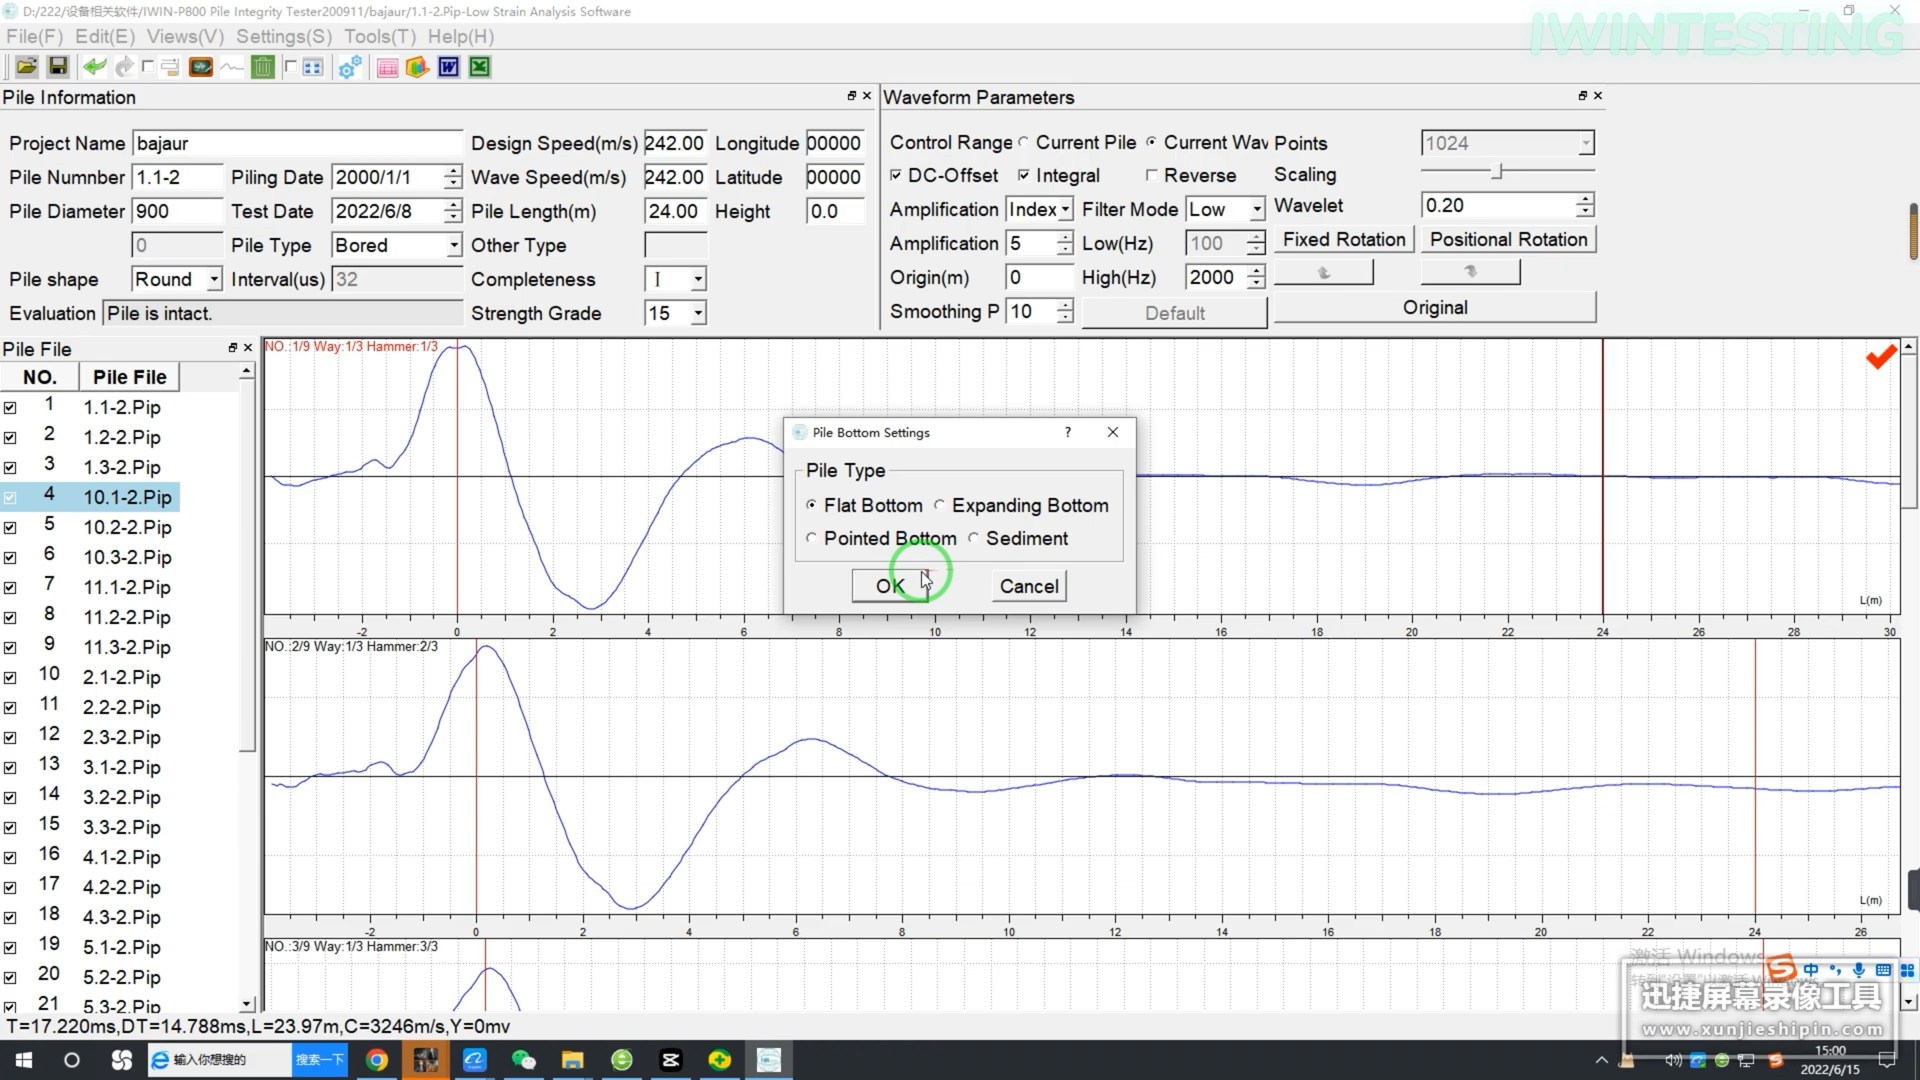 D:/222/设备相关软件/IWIN-P800 Pile Integrity Tester200911/bajaur/1.1-2.Pip-Low Strain Analysis Software
IWINTESTING
File(F) Edit(E) Views(V) Settings(S) Tools(T) Help(H)
Pile Information
Waveform Parameters
Project Name bajaur Design Speed(m/s) 242.00 Longitude 00000
Control Range Current Pile Current Wav Points 1024
Pile Numnber 1.1-2 Piling Date 2000/1/1 Wave Speed(m/s) 242.00 Latitude 00000
DC-Offset Integral Reverse Scaling
Pile Diameter 900 Test Date 2022/6/8 Pile Length(m) 24.00 Height 0.0
Amplification Index Filter Mode Low Wavelet 0.20
0 Pile Type Bored Other Type
Amplification 5 Low(Hz) 100 Fixed Rotation Positional Rotation
Pile shape Round Interval(us) 32 Completeness I
Origin(m) 0 High(Hz) 2000
Evaluation Pile is intact. Strength Grade 15
Smoothing P 10 Default Original
Pile File
NO. Pile File
1 1.1-2.Pip
2 1.2-2.Pip
3 1.3-2.Pip
4 10.1-2.Pip
5 10.2-2.Pip
6 10.3-2.Pip
7 11.1-2.Pip
8 11.2-2.Pip
9 11.3-2.Pip
10 2.1-2.Pip
11 2.2-2.Pip
12 2.3-2.Pip
13 3.1-2.Pip
14 3.2-2.Pip
15 3.3-2.Pip
16 4.1-2.Pip
17 4.2-2.Pip
18 4.3-2.Pip
19 5.1-2.Pip
20 5.2-2.Pip
21 5.3-2.Pip
NO.:1/9 Way:1/3 Hammer:1/3
L(m)
-2 0 2 4 6 8 10 12 14 16 18 20 22 24 26 28 30
Pile Bottom Settings ?
Pile Type
Flat Bottom Expanding Bottom
Pointed Bottom Sediment
OK Cancel
NO.:2/9 Way:1/3 Hammer:2/3
L(m)
-2 0 2 4 6 8 10 12 14 16 18 20 22 24 26
NO.:3/9 Way:1/3 Hammer:3/3
激活 Windows
中
迅捷屏幕录像工具
www.xunjieshipin.com
T=17.220ms,DT=14.788ms,L=23.97m,C=3246m/s,Y=0mv
输入你想搜的 搜索一下
15:00
2022/6/15